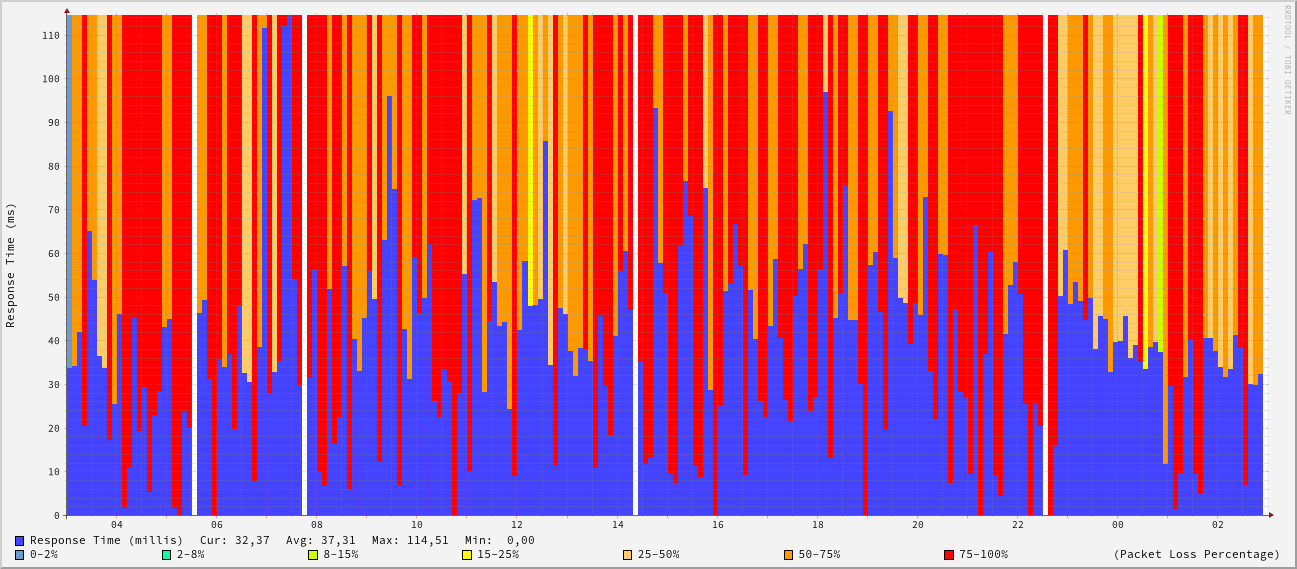 RRDTOOL / TOBI OETIKER
Response Time (ms)
110
100
90
80
70
60
50
40
30
20
10
0
04 06 08 10 12 14 16 18 20 22 00 02
Response Time (millis) Cur: 32,37 Avg: 37,31 Max: 114,51 Min: 0,00
0-2% 2-8% 8-15% 15-25% 25-50% 50-75% 75-100% (Packet Loss Percentage)